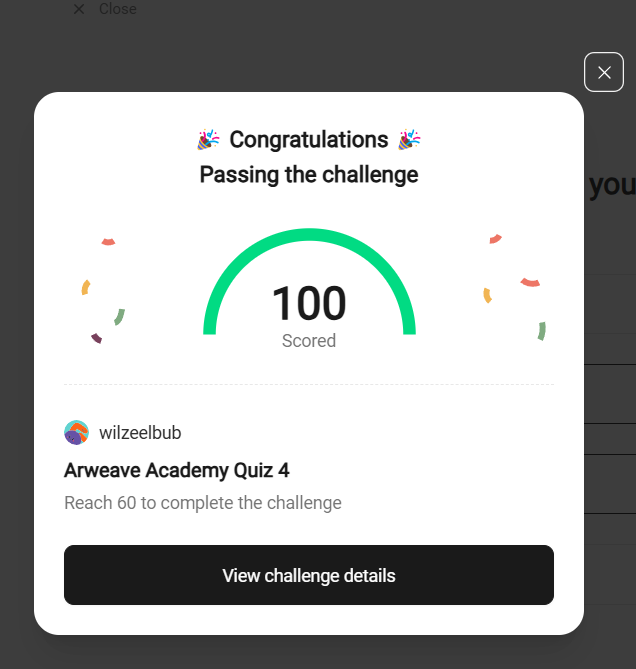 Close
Congratulations
Passing the challenge
you
100
Scored
wilzeelbub
Arweave Academy Quiz 4
Reach 60 to complete the challenge
View challenge details